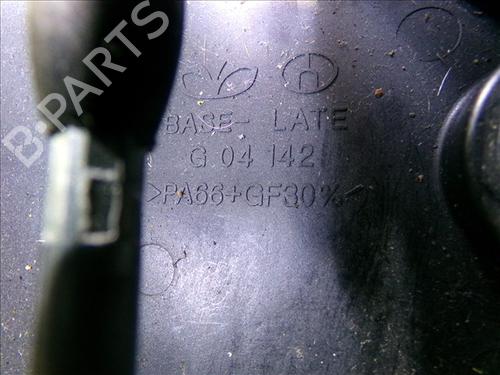 B-PARTS
BASE- LATE
G 04 142
>PA66+GF30%<